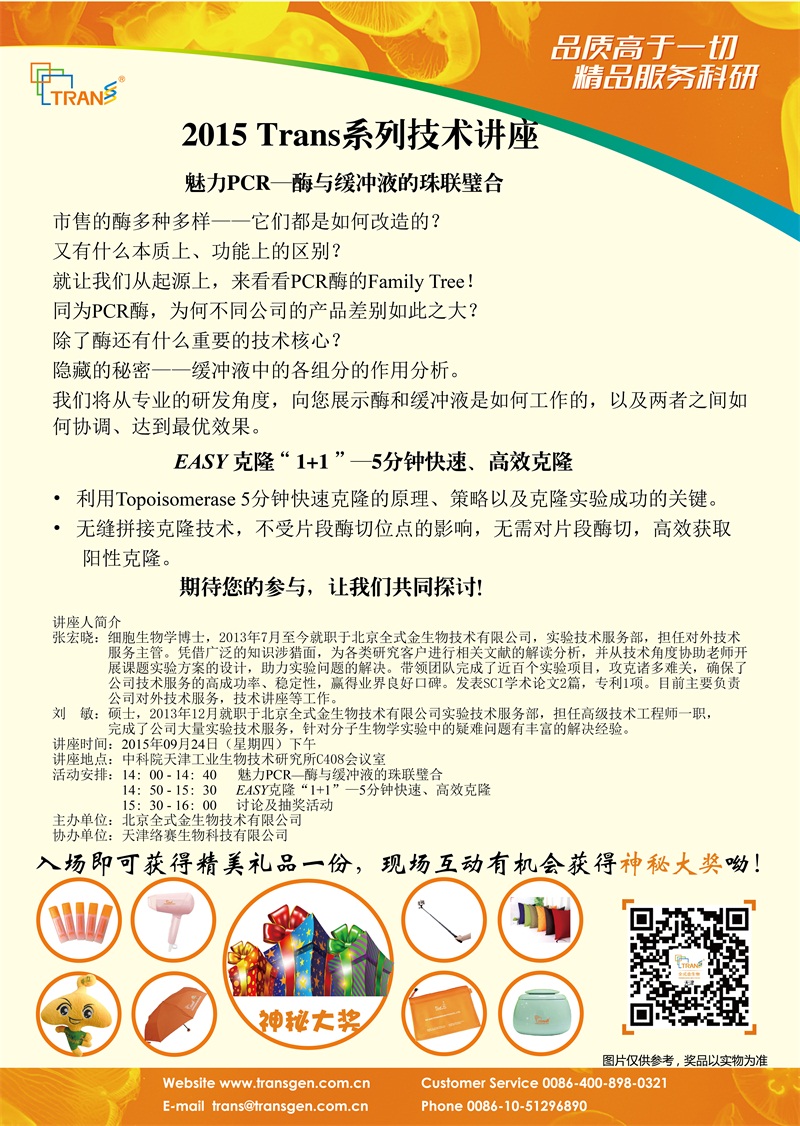 品质高于一切
精品服务科研
TRANS®
2015 Trans系列技术讲座
魅力PCR—酶与缓冲液的珠联璧合
市售的酶多种多样——它们都是如何改造的？
又有什么本质上、功能上的区别？
就让我们从起源上，来看看PCR酶的Family Tree！
同为PCR酶，为何不同公司的产品差别如此之大？
除了酶还有什么重要的技术核心？
隐藏的秘密——缓冲液中的各组分的作用分析。
我们将从专业的研发角度，向您展示酶和缓冲液是如何工作的，以及两者之间如
何协调、达到最优效果。
EASY 克隆“ 1+1 ”—5分钟快速、高效克隆
• 利用Topoisomerase 5分钟快速克隆的原理、策略以及克隆实验成功的关键。
• 无缝拼接克隆技术，不受片段酶切位点的影响，无需对片段酶切，高效获取
阳性克隆。
期待您的参与，让我们共同探讨！
讲座人简介
张宏晓：细胞生物学博士，2013年7月至今就职于北京全式金生物技术有限公司，实验技术服务部，担任对外技术
服务主管。凭借广泛的知识涉猎面，为各类研究客户进行相关文献的解读分析，并从技术角度协助老师开
展课题实验方案的设计，助力实验问题的解决。带领团队完成了近百个实验项目，攻克诸多难关，确保了
公司技术服务的高成功率、稳定性，赢得业界良好口碑。发表SCI学术论文2篇，专利1项。目前主要负责
公司对外技术服务，技术讲座等工作。
刘　敏：硕士，2013年12月就职于北京全式金生物技术有限公司实验技术服务部，担任高级技术工程师一职，
完成了公司大量实验技术服务，针对分子生物学实验中的疑难问题有丰富的解决经验。
讲座时间：2015年09月24日（星期四）下午
讲座地点：中科院天津工业生物技术研究所C408会议室
活动安排：14：00 - 14：40 魅力PCR—酶与缓冲液的珠联璧合
14：50 - 15：30 EASY克隆“1+1”—5分钟快速、高效克隆
15：30 - 16：00 讨论及抽奖活动
主办单位：北京全式金生物技术有限公司
协办单位：天津络赛生物科技有限公司
入场即可获得精美礼品一份，现场互动有机会获得神秘大奖呦！
神秘大奖
TRANS
图片仅供参考，奖品以实物为准
Website www.transgen.com.cn
Customer Service 0086-400-898-0321
E-mail trans@transgen.com.cn
Phone 0086-10-51296890